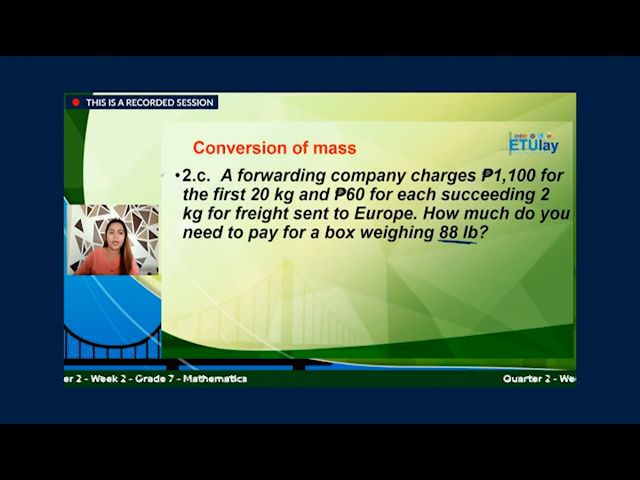 THIS IS A RECORDED SESSION
Conversion of mass
ETUlay
•2.c. A forwarding company charges ₱1,100 for
the first 20 kg and ₱60 for each succeeding 2
kg for freight sent to Europe. How much do you
need to pay for a box weighing 88 lb?
er 2 - Week 2 - Grade 7 - Mathematics
Quarter 2 - We